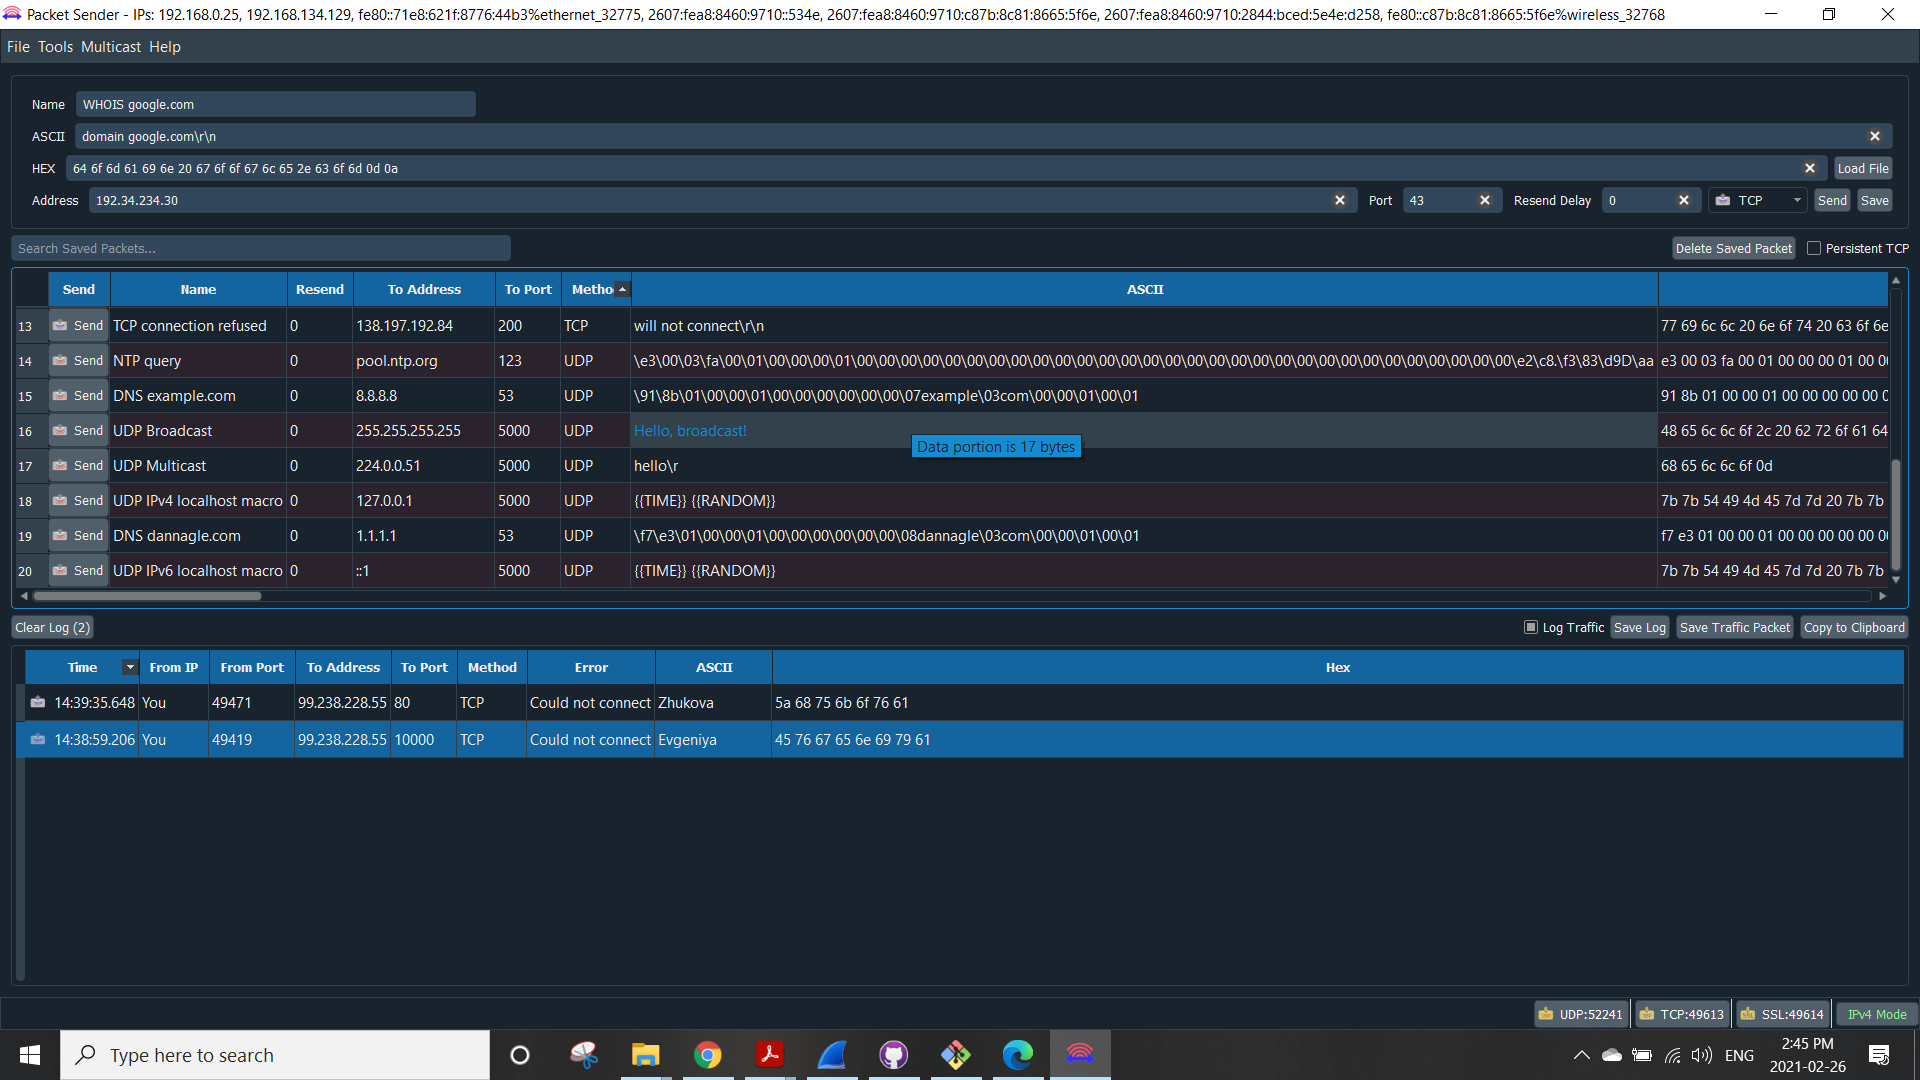 Packet Sender - IPs: 192.168.0.25, 192.168.134.129, fe80::71e8:621f:8776:44b3%ethernet_32775, 2607:fea8:8460:9710::534e, 2607:fea8:8460:9710:c87b:8c81:8665:5f6e, 2607:fea8:8460:9710:2844:bced:5e4e:d258, fe80::c87b:8c81:8665:5f6e%wireless_32768
File Tools Multicast Help
Name WHOIS google.com
ASCII domain google.com\r\n
HEX 64 6f 6d 61 69 6e 20 67 6f 6f 67 6c 65 2e 63 6f 6d 0d 0a Load File
Address 192.34.234.30 Port 43 Resend Delay 0 TCP Send Save
Search Saved Packets... Delete Saved Packet Persistent TCP
Send Name Resend To Address To Port Metho ASCII
13 Send TCP connection refused 0 138.197.192.84 200 TCP will not connect\r\n 77 69 6c 6c 20 6e 6f 74 20 63 6f 6e
14 Send NTP query 0 pool.ntp.org 123 UDP \e3\00\03\fa\00\01\00\00\00\01\00\00\00\00\00\00\00\00\00\00\00\00\00\00\00\00\00\00\00\00\00\00\00\00\00\00\00\00\00\00\e2\c8.\f3\83\d9D\aa e3 00 03 fa 00 01 00 00 00 01 00 00
15 Send DNS example.com 0 8.8.8.8 53 UDP \91\8b\01\00\00\01\00\00\00\00\00\00\07example\03com\00\00\01\00\01 91 8b 01 00 00 01 00 00 00 00 00 0
16 Send UDP Broadcast 0 255.255.255.255 5000 UDP Hello, broadcast! 48 65 6c 6c 6f 2c 20 62 72 6f 61 64
Data portion is 17 bytes
17 Send UDP Multicast 0 224.0.0.51 5000 UDP hello\r 68 65 6c 6c 6f 0d
18 Send UDP IPv4 localhost macro 0 127.0.0.1 5000 UDP {{TIME}} {{RANDOM}} 7b 7b 54 49 4d 45 7d 7d 20 7b 7b
19 Send DNS dannagle.com 0 1.1.1.1 53 UDP \f7\e3\01\00\00\01\00\00\00\00\00\00\08dannagle\03com\00\00\01\00\01 f7 e3 01 00 00 01 00 00 00 00 00 0
20 Send UDP IPv6 localhost macro 0 ::1 5000 UDP {{TIME}} {{RANDOM}} 7b 7b 54 49 4d 45 7d 7d 20 7b 7b
Clear Log (2) Log Traffic Save Log Save Traffic Packet Copy to Clipboard
Time From IP From Port To Address To Port Method Error ASCII Hex
14:39:35.648 You 49471 99.238.228.55 80 TCP Could not connect Zhukova 5a 68 75 6b 6f 76 61
14:38:59.206 You 49419 99.238.228.55 10000 TCP Could not connect Evgeniya 45 76 67 65 6e 69 79 61
UDP:52241 TCP:49613 SSL:49614 IPv4 Mode
Type here to search
ENG
2:45 PM
2021-02-26